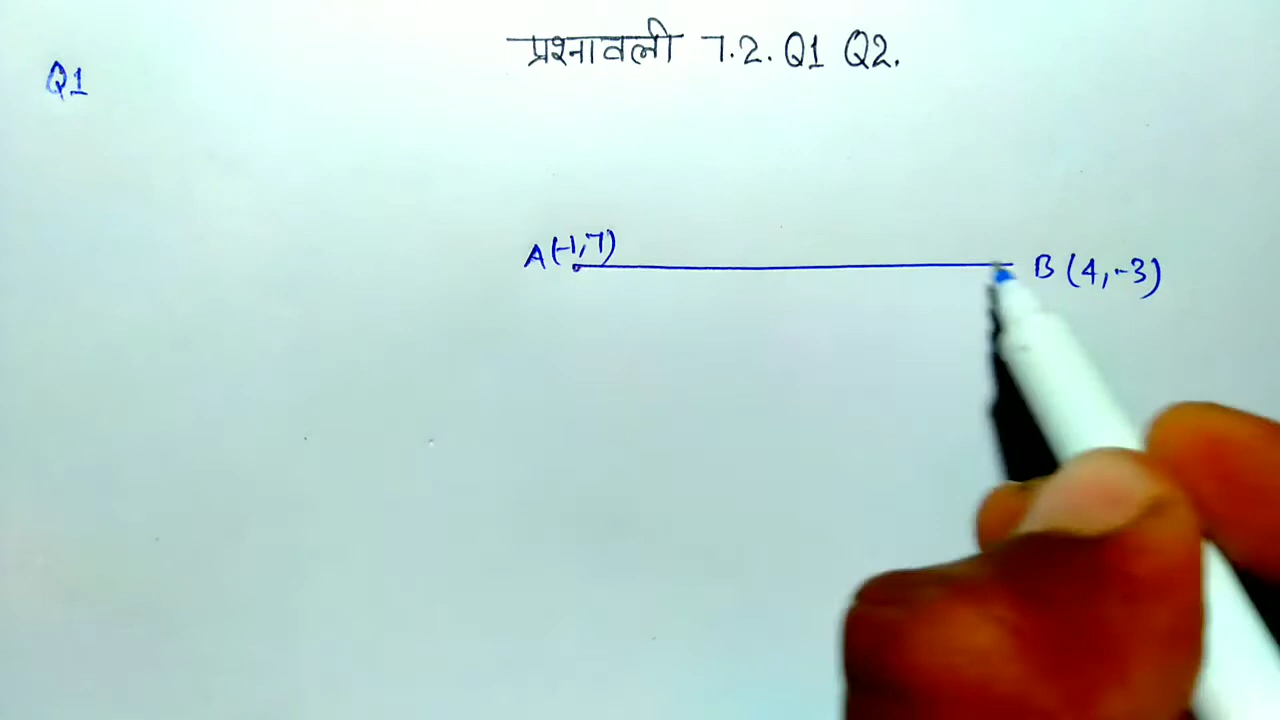 प्रश्नावली 7.2. Q1 Q2.
Q1
A(-1,7) B (4,-3)